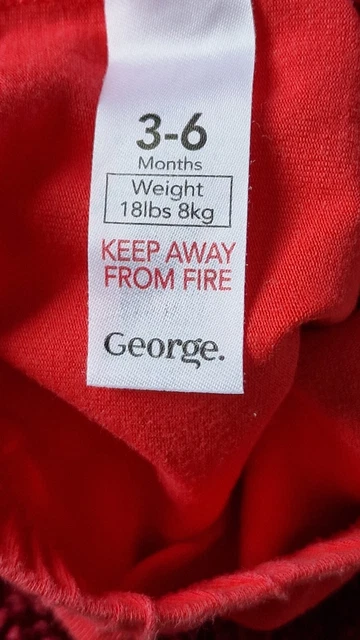 3-6
Months
Weight
18lbs 8kg
KEEP AWAY
FROM FIRE
George.